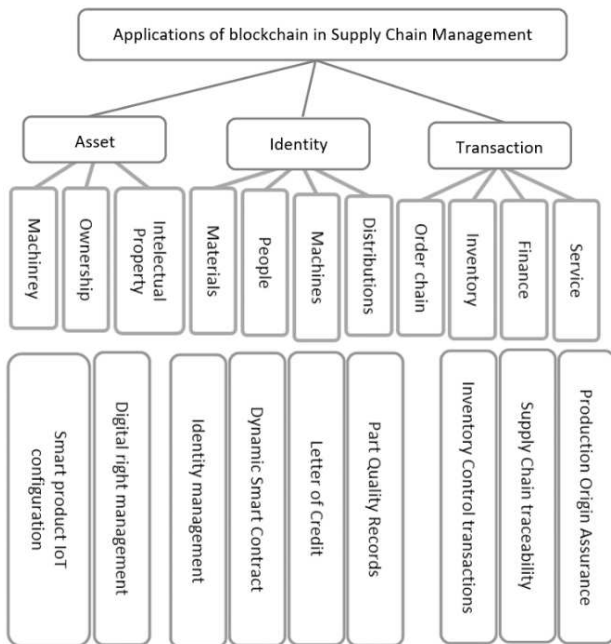 Applications of blockchain in Supply Chain Management
Asset
Identity
Transaction
Machinrey
Ownership
Intelectual
Property
Materials
People
Machines
Distributions
Order chain
Inventory
Finance
Service
Smart product IoT
configuration
Digital right management
Identity management
Dynamic Smart Contract
Letter of Credit
Part Quality Records
Inventory Control transactions
Supply Chain traceability
Production Origin Assurance